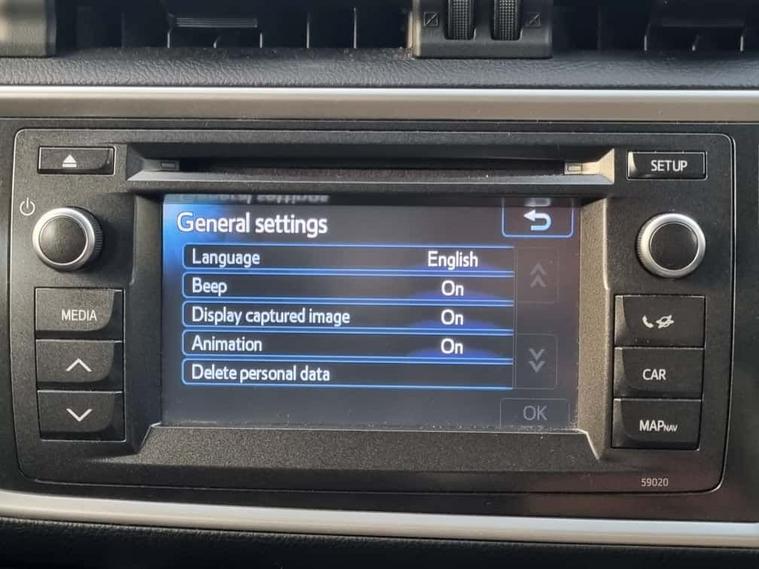 SETUP
General settings
Language English
Beep On
Display captured image On
Animation On
Delete personal data
OK
MEDIA
CAR
MAPNAV
59020